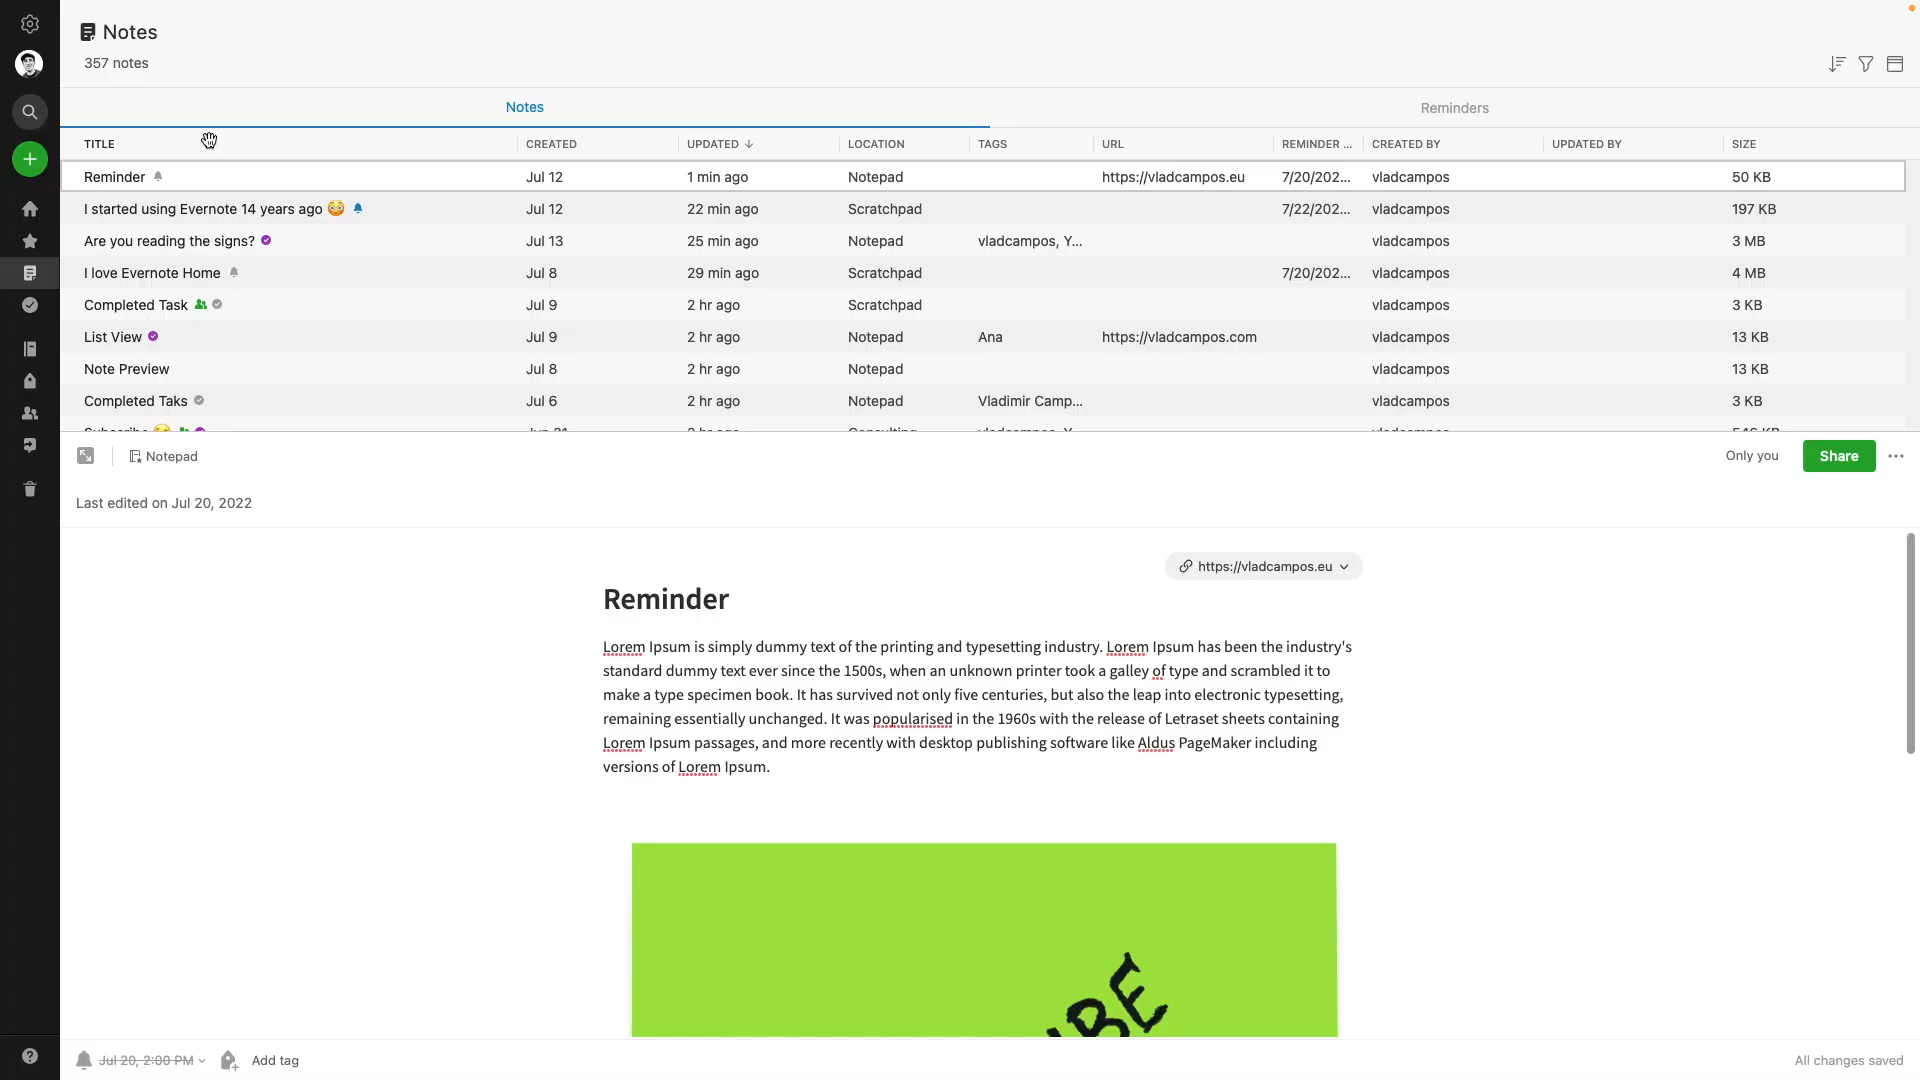 Notes
357 notes
Notes Reminders
TITLE CREATED UPDATED LOCATION TAGS URL REMINDER ... CREATED BY UPDATED BY SIZE
Reminder Jul 12 1 min ago Notepad https://vladcampos.eu 7/20/202... vladcampos 50 KB
I started using Evernote 14 years ago 😳 Jul 12 22 min ago Scratchpad 7/22/202... vladcampos 197 KB
Are you reading the signs? Jul 13 25 min ago Notepad vladcampos, Y... vladcampos 3 MB
I love Evernote Home Jul 8 29 min ago Scratchpad 7/20/202... vladcampos 4 MB
Completed Task Jul 9 2 hr ago Scratchpad vladcampos 3 KB
List View Jul 9 2 hr ago Notepad Ana https://vladcampos.com vladcampos 13 KB
Note Preview Jul 8 2 hr ago Notepad vladcampos 13 KB
Completed Taks Jul 6 2 hr ago Notepad Vladimir Camp... vladcampos 3 KB
Notepad Only you Share
Last edited on Jul 20, 2022
https://vladcampos.eu
Reminder
Lorem Ipsum is simply dummy text of the printing and typesetting industry. Lorem Ipsum has been the industry's
standard dummy text ever since the 1500s, when an unknown printer took a galley of type and scrambled it to
make a type specimen book. It has survived not only five centuries, but also the leap into electronic typesetting,
remaining essentially unchanged. It was popularised in the 1960s with the release of Letraset sheets containing
Lorem Ipsum passages, and more recently with desktop publishing software like Aldus PageMaker including
versions of Lorem Ipsum.
Jul 20, 2:00 PM Add tag All changes saved